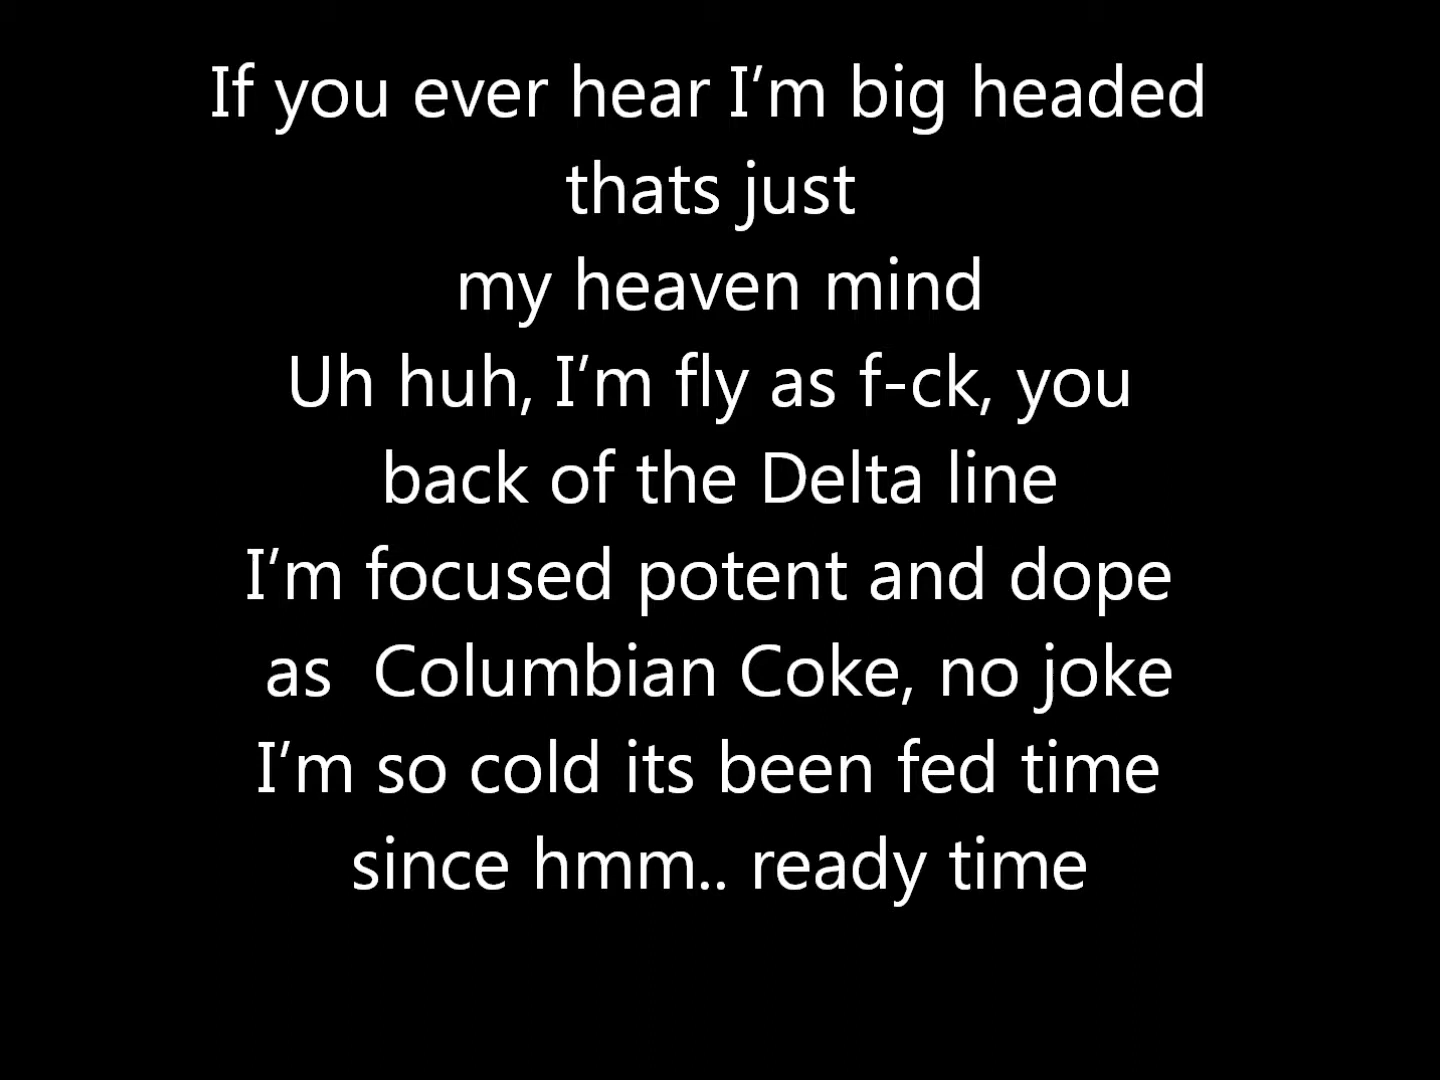 If you ever hear I’m big headed
thats just
my heaven mind
Uh huh, I’m fly as f-ck, you
back of the Delta line
I’m focused potent and dope
as  Columbian Coke, no joke
I’m so cold its been fed time
since hmm.. ready time